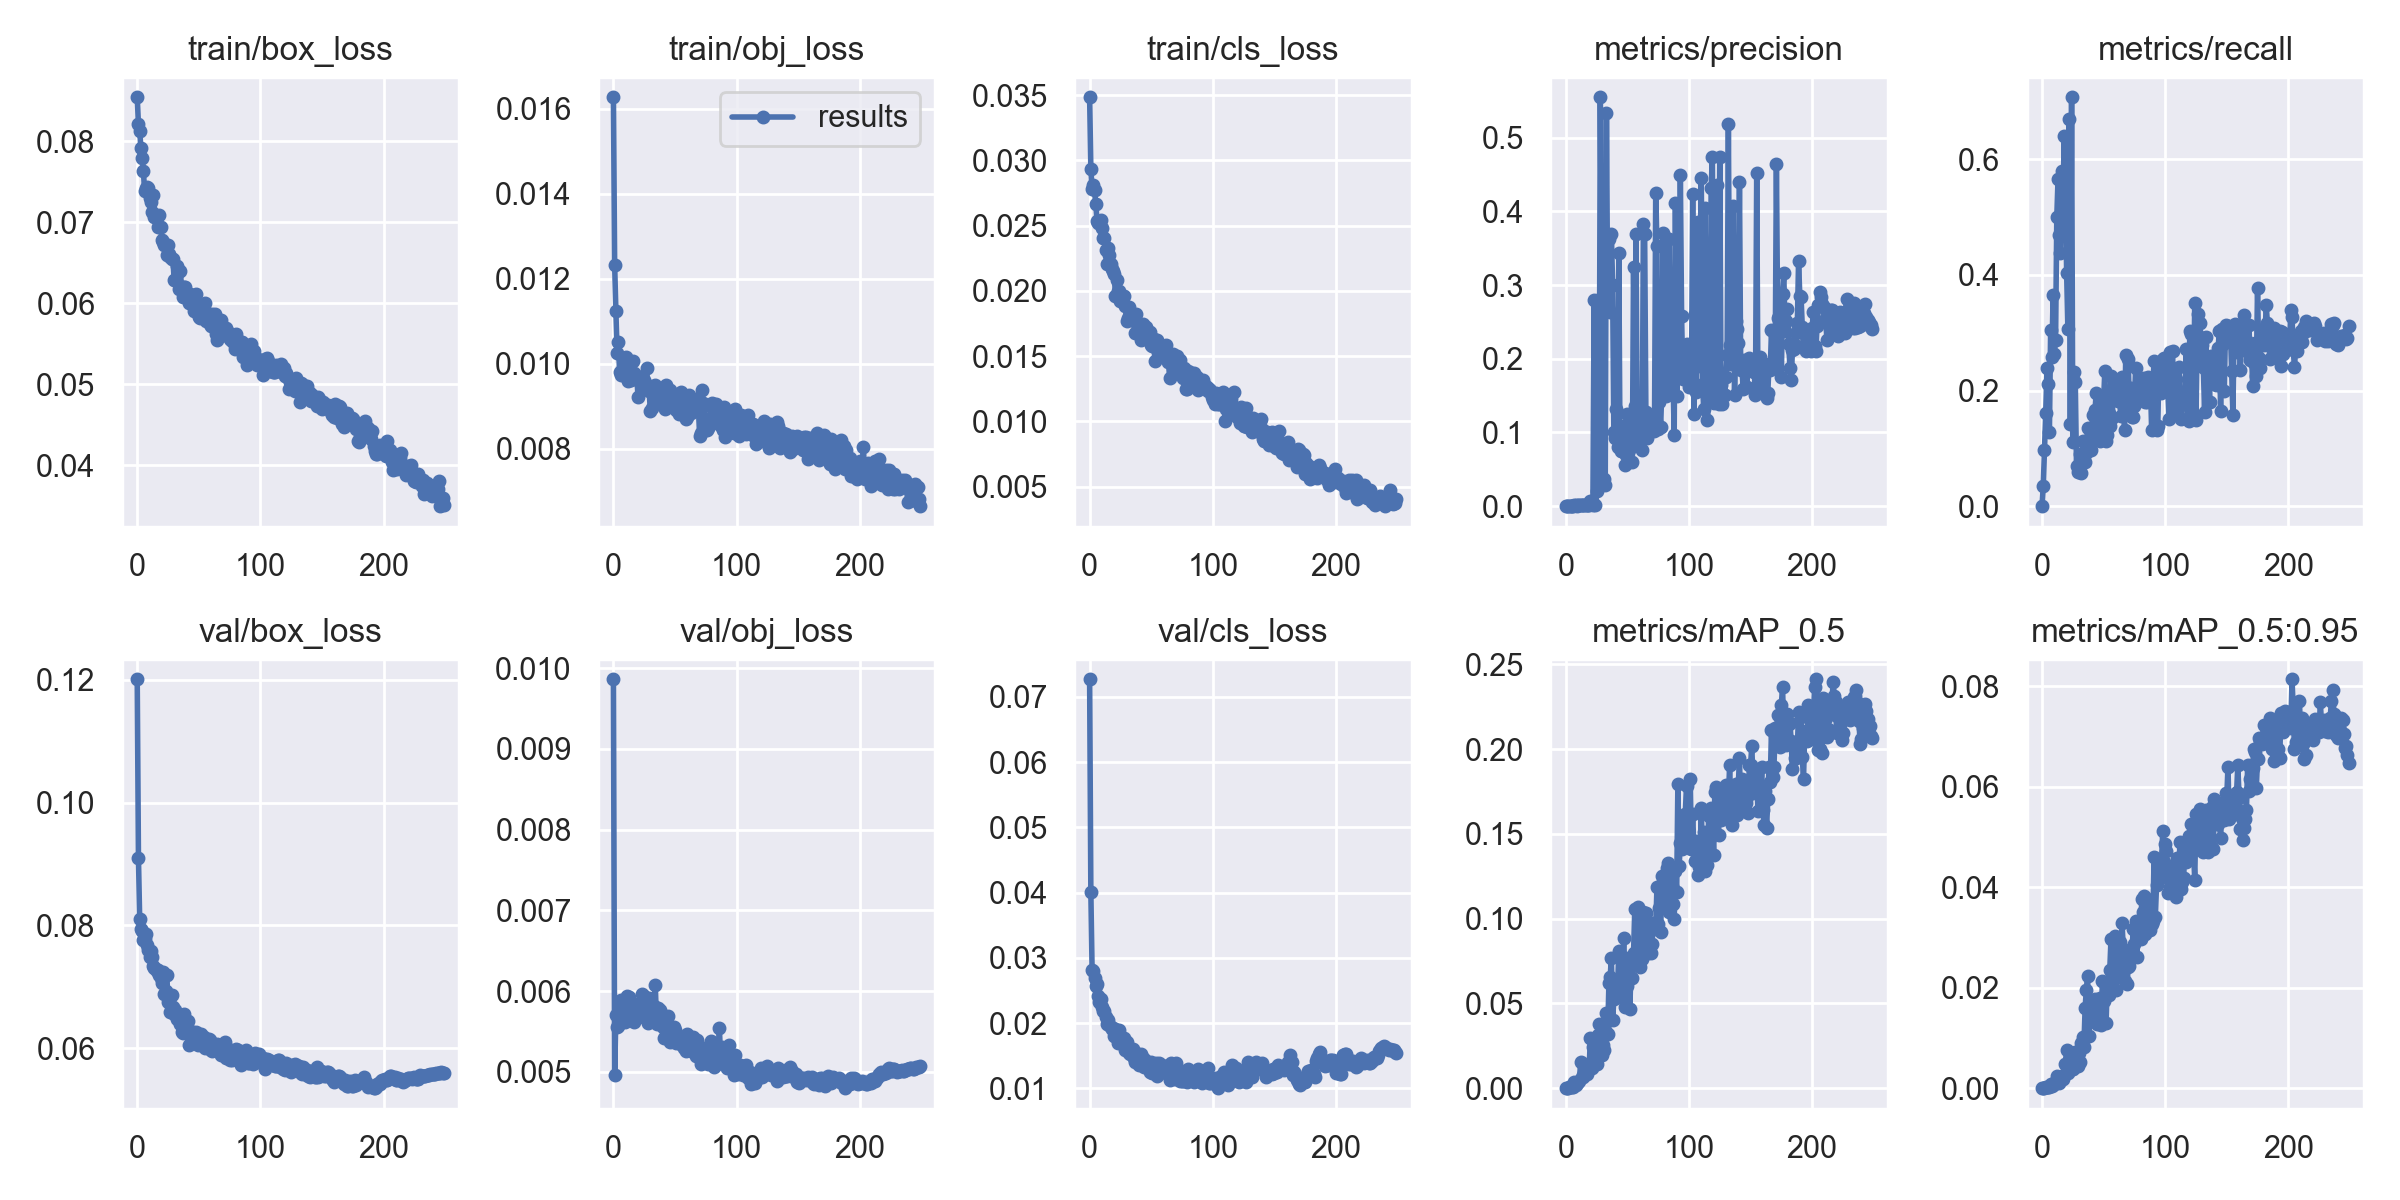 train/box_loss
0.08
0.07
0.06
0.05
0.04
0 100 200
train/obj_loss
results
0.016
0.014
0.012
0.010
0.008
0 100 200
train/cls_loss
0.035
0.030
0.025
0.020
0.015
0.010
0.005
0 100 200
metrics/precision
0.5
0.4
0.3
0.2
0.1
0.0
0 100 200
metrics/recall
0.6
0.4
0.2
0.0
0 100 200
val/box_loss
0.12
0.10
0.08
0.06
0 100 200
val/obj_loss
0.010
0.009
0.008
0.007
0.006
0.005
0 100 200
val/cls_loss
0.07
0.06
0.05
0.04
0.03
0.02
0.01
0 100 200
metrics/mAP_0.5
0.25
0.20
0.15
0.10
0.05
0.00
0 100 200
metrics/mAP_0.5:0.95
0.08
0.06
0.04
0.02
0.00
0 100 200